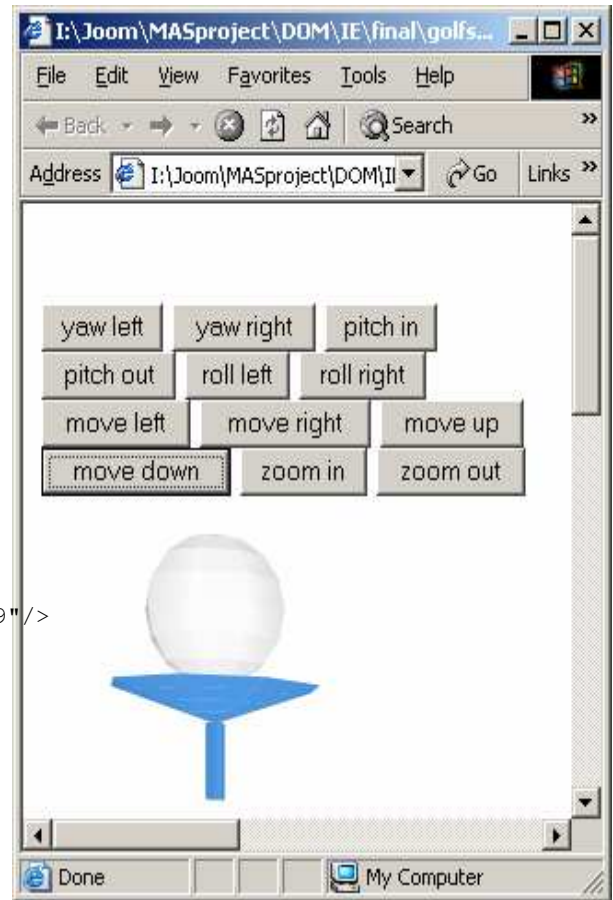 I:\Joom\MASproject\DOM\IE\final\golfs...
File Edit View Favorites Tools Help
Back Search »
Address I:\Joom\MASproject\DOM\I Go Links »
yaw left yaw right pitch in
pitch out roll left roll right
move left move right move up
move down zoom in zoom out
9"/>
Done My Computer